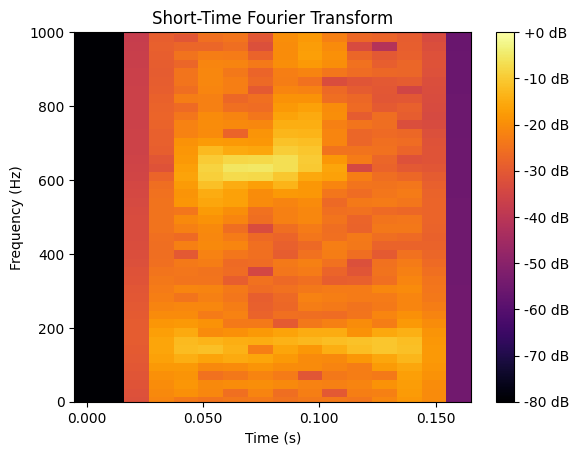 Short-Time Fourier Transform
Frequency (Hz)
1000
800
600
400
200
0
0.000
0.050
0.100
0.150
Time (s)
+0 dB
-10 dB
-20 dB
-30 dB
-40 dB
-50 dB
-60 dB
-70 dB
-80 dB